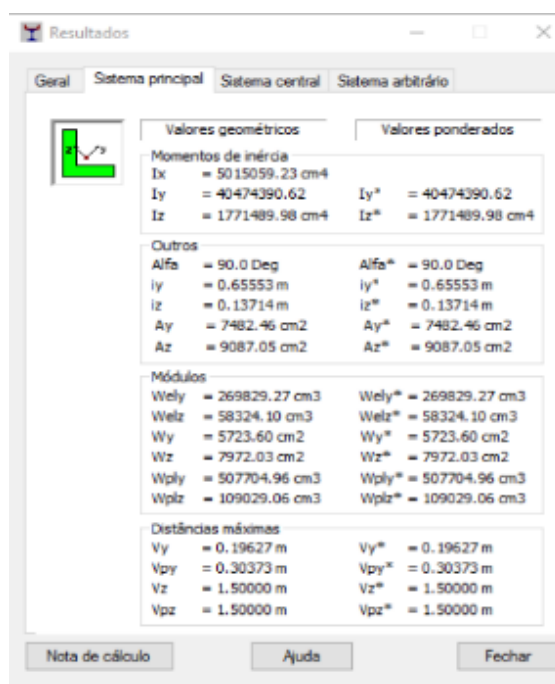 Resultados
Geral Sistema principal Sistema central Sistema arbitrário
Valores geométricos Valores ponderados
Momentos de inércia
Ix = 5015059.23 cm4
Iy = 40474390.62 Iy* = 40474390.62
Iz = 1771489.98 cm4 Iz* = 1771489.98 cm4
Outros
Alfa = 90.0 Deg Alfa* = 90.0 Deg
iy = 0.65553 m iy* = 0.65553 m
iz = 0.13714 m iz* = 0.13714 m
Ay = 7482.46 cm2 Ay* = 7482.46 cm2
Az = 9087.05 cm2 Az* = 9087.05 cm2
Módulos
Wely = 269829.27 cm3 Wely* = 269829.27 cm3
Welz = 58324.10 cm3 Welz* = 58324.10 cm3
Wy = 5723.60 cm2 Wy* = 5723.60 cm2
Wz = 7972.03 cm2 Wz* = 7972.03 cm2
Wply = 507704.96 cm3 Wply* = 507704.96 cm3
Wplz = 109029.06 cm3 Wplz* = 109029.06 cm3
Distâncias máximas
Vy = 0.19627 m Vy* = 0.19627 m
Vpy = 0.30373 m Vpy* = 0.30373 m
Vz = 1.50000 m Vz* = 1.50000 m
Vpz = 1.50000 m Vpz* = 1.50000 m
Nota de cálculo Ajuda Fechar